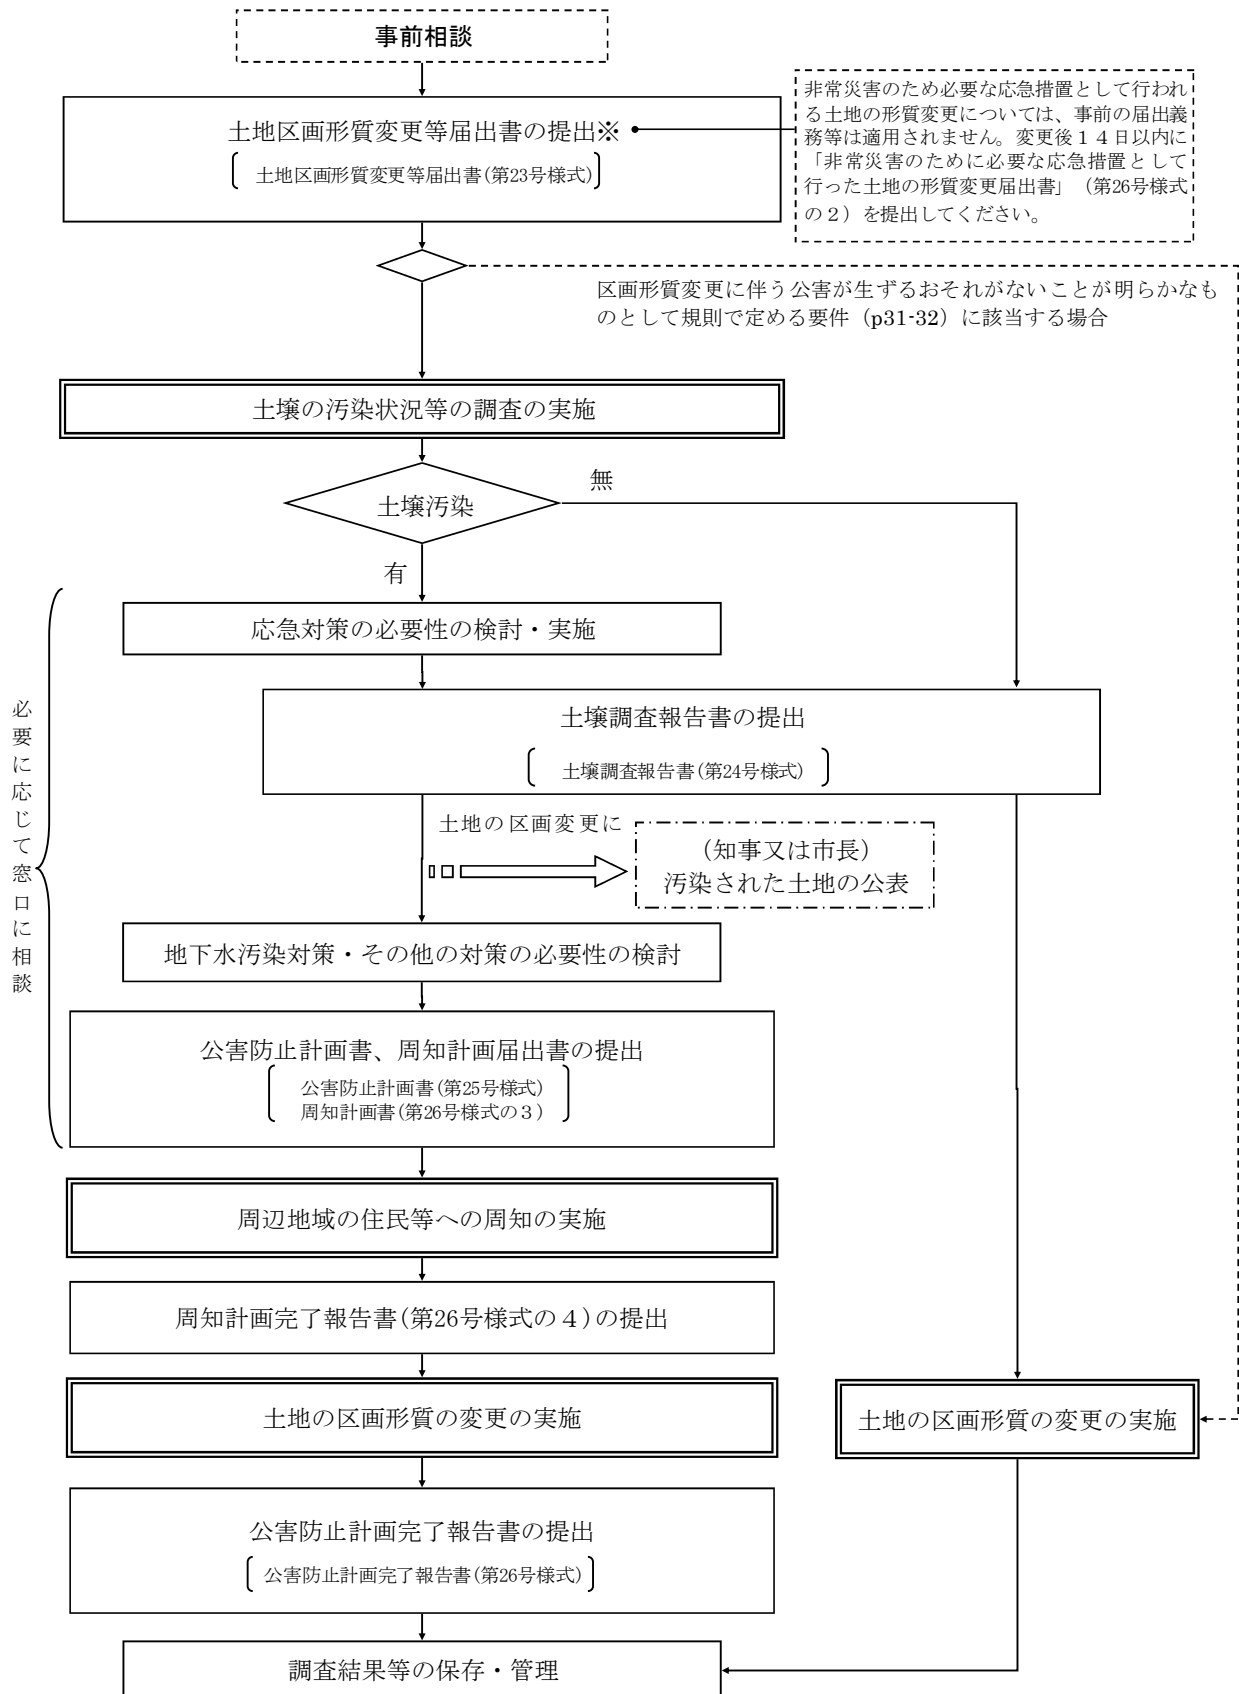 事前相談
土地区画形質変更等届出書の提出※
土地区画形質変更等届出書(第23号様式)
非常災害のため必要な応急措置として行われ
る土地の形質変更については、事前の届出義
務等は適用されません。変更後１４日以内に
「非常災害のために必要な応急措置として
行った土地の形質変更届出書」（第26号様式
の２）を提出してください。
区画形質変更に伴う公害が生ずるおそれがないことが明らかなも
のとして規則で定める要件（p31-32）に該当する場合
土壌の汚染状況等の調査の実施
土壌汚染
無
有
応急対策の必要性の検討・実施
土壌調査報告書の提出
土壌調査報告書(第24号様式)
土地の区画変更に
（知事又は市長）
汚染された土地の公表
必要に応じて窓口に相談
地下水汚染対策・その他の対策の必要性の検討
公害防止計画書、周知計画届出書の提出
公害防止計画書(第25号様式)
周知計画書(第26号様式の３)
周辺地域の住民等への周知の実施
周知計画完了報告書(第26号様式の４)の提出
土地の区画形質の変更の実施
土地の区画形質の変更の実施
公害防止計画完了報告書の提出
公害防止計画完了報告書(第26号様式)
調査結果等の保存・管理